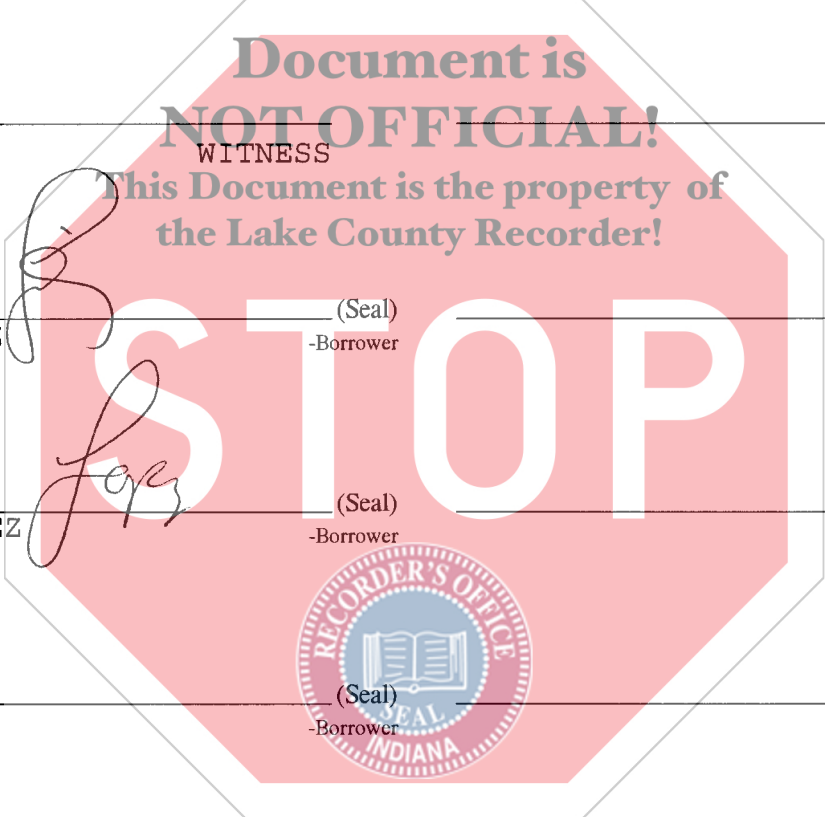 Document is
NOT OFFICIAL!
WITNESS
This Document is the property of
the Lake County Recorder!
(Seal)
-Borrower
STOP
Lopez
(Seal)
Z
-Borrower
RECORDER'S OFFICE
(Seal)
SEAL
-Borrower
INDIANA